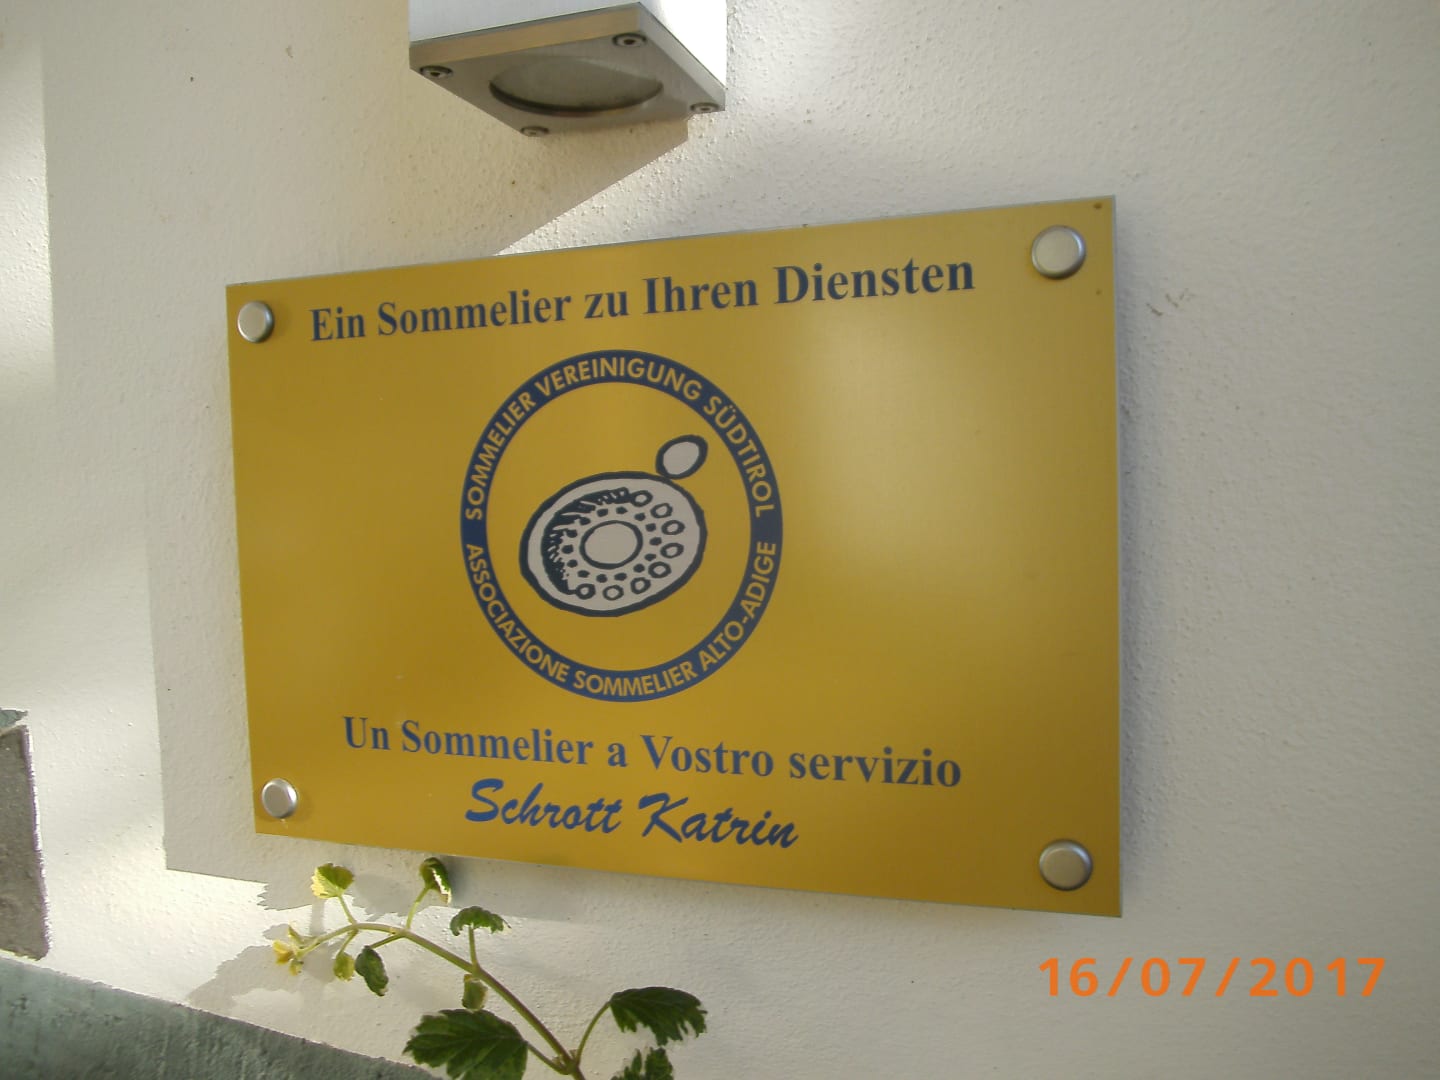 Ein Sommelier zu Ihren Diensten
SOMMELIER VEREINIGUNG SÜDTIROL
ASSOCIAZIONE SOMMELIER ALTO-ADIGE
Un Sommelier a Vostro servizio
Schrott Katrin
16/07/2017